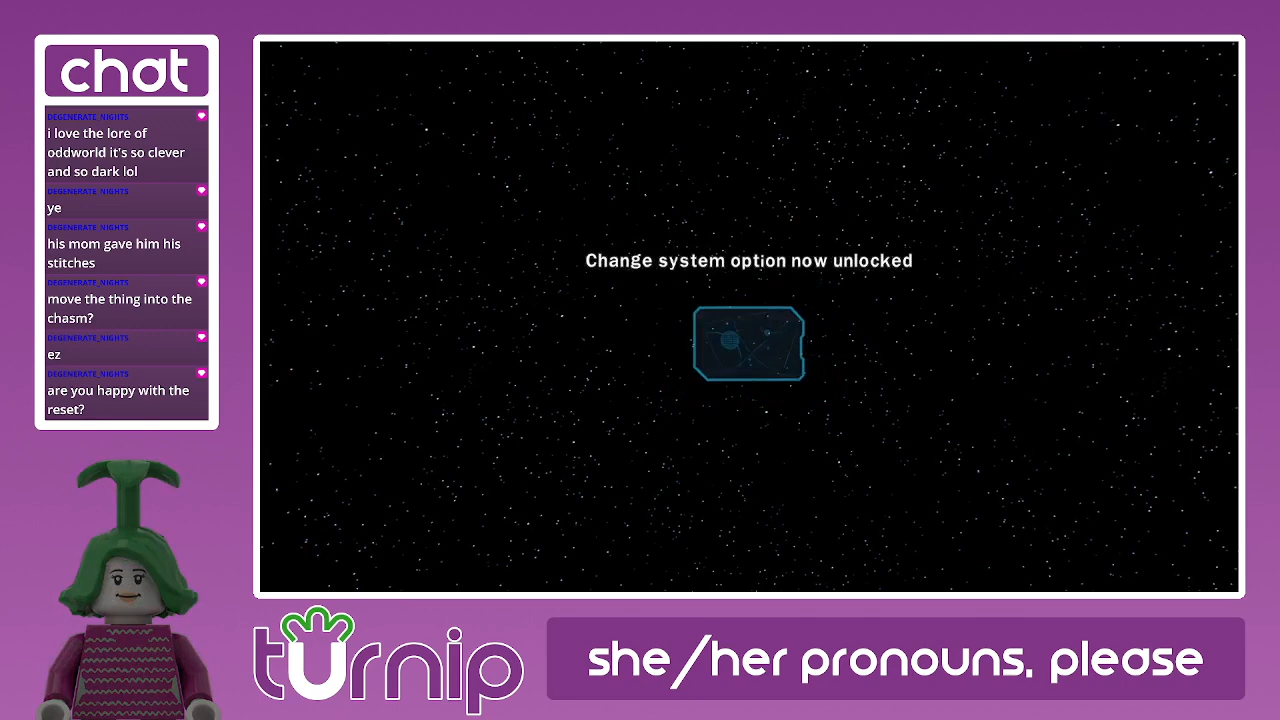 chat
DEGENERATE_NIGHTS
i love the lore of
oddworld it's so clever
and so dark lol
DEGENERATE_NIGHTS
ye
DEGENERATE_NIGHTS
his mom gave him his
stitches
DEGENERATE_NIGHTS
move the thing into the
chasm?
DEGENERATE_NIGHTS
ez
DEGENERATE_NIGHTS
are you happy with the
reset?
Change system option now unlocked
turnip
she/her pronouns, please